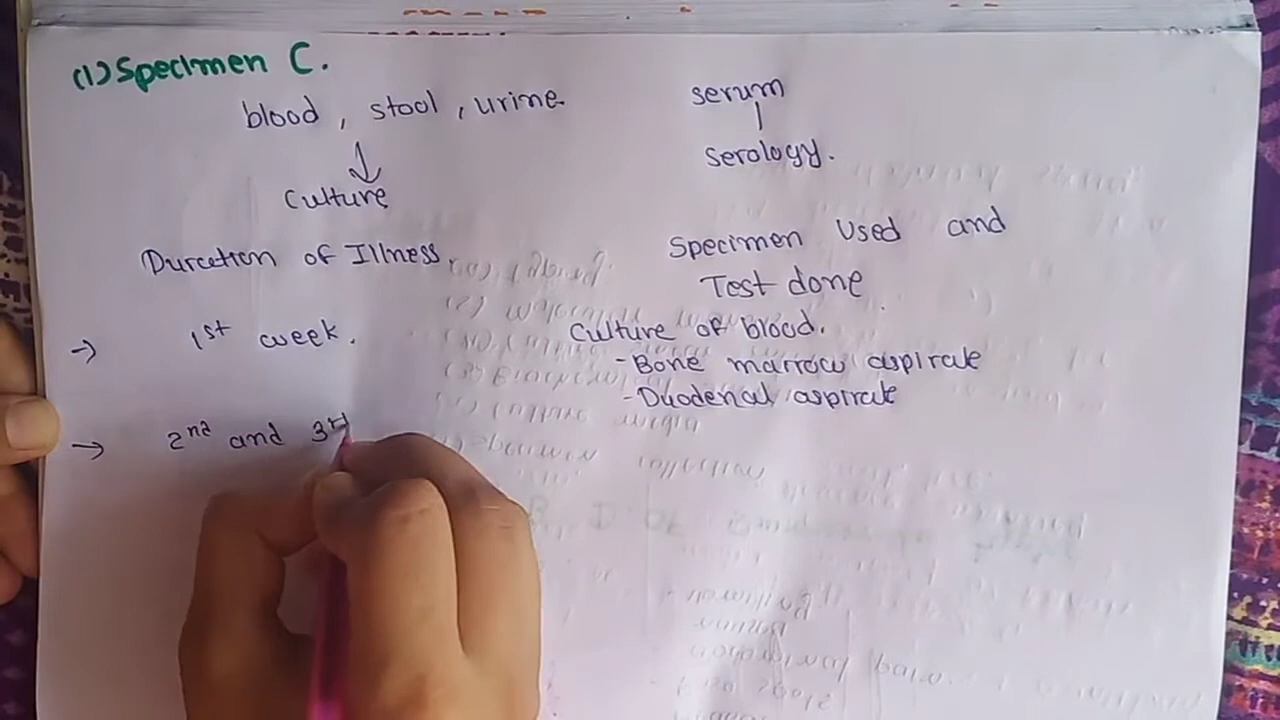 (1) Specimen C.
blood, stool, urine
serum
serology.
Culture
Durcetion of Illness.
Specimen Used and
Test done
→ 1st week.
Culture of blood.
- Bone marrow aspirate
- Duodenal aspirate
→ 2nd and 3rd